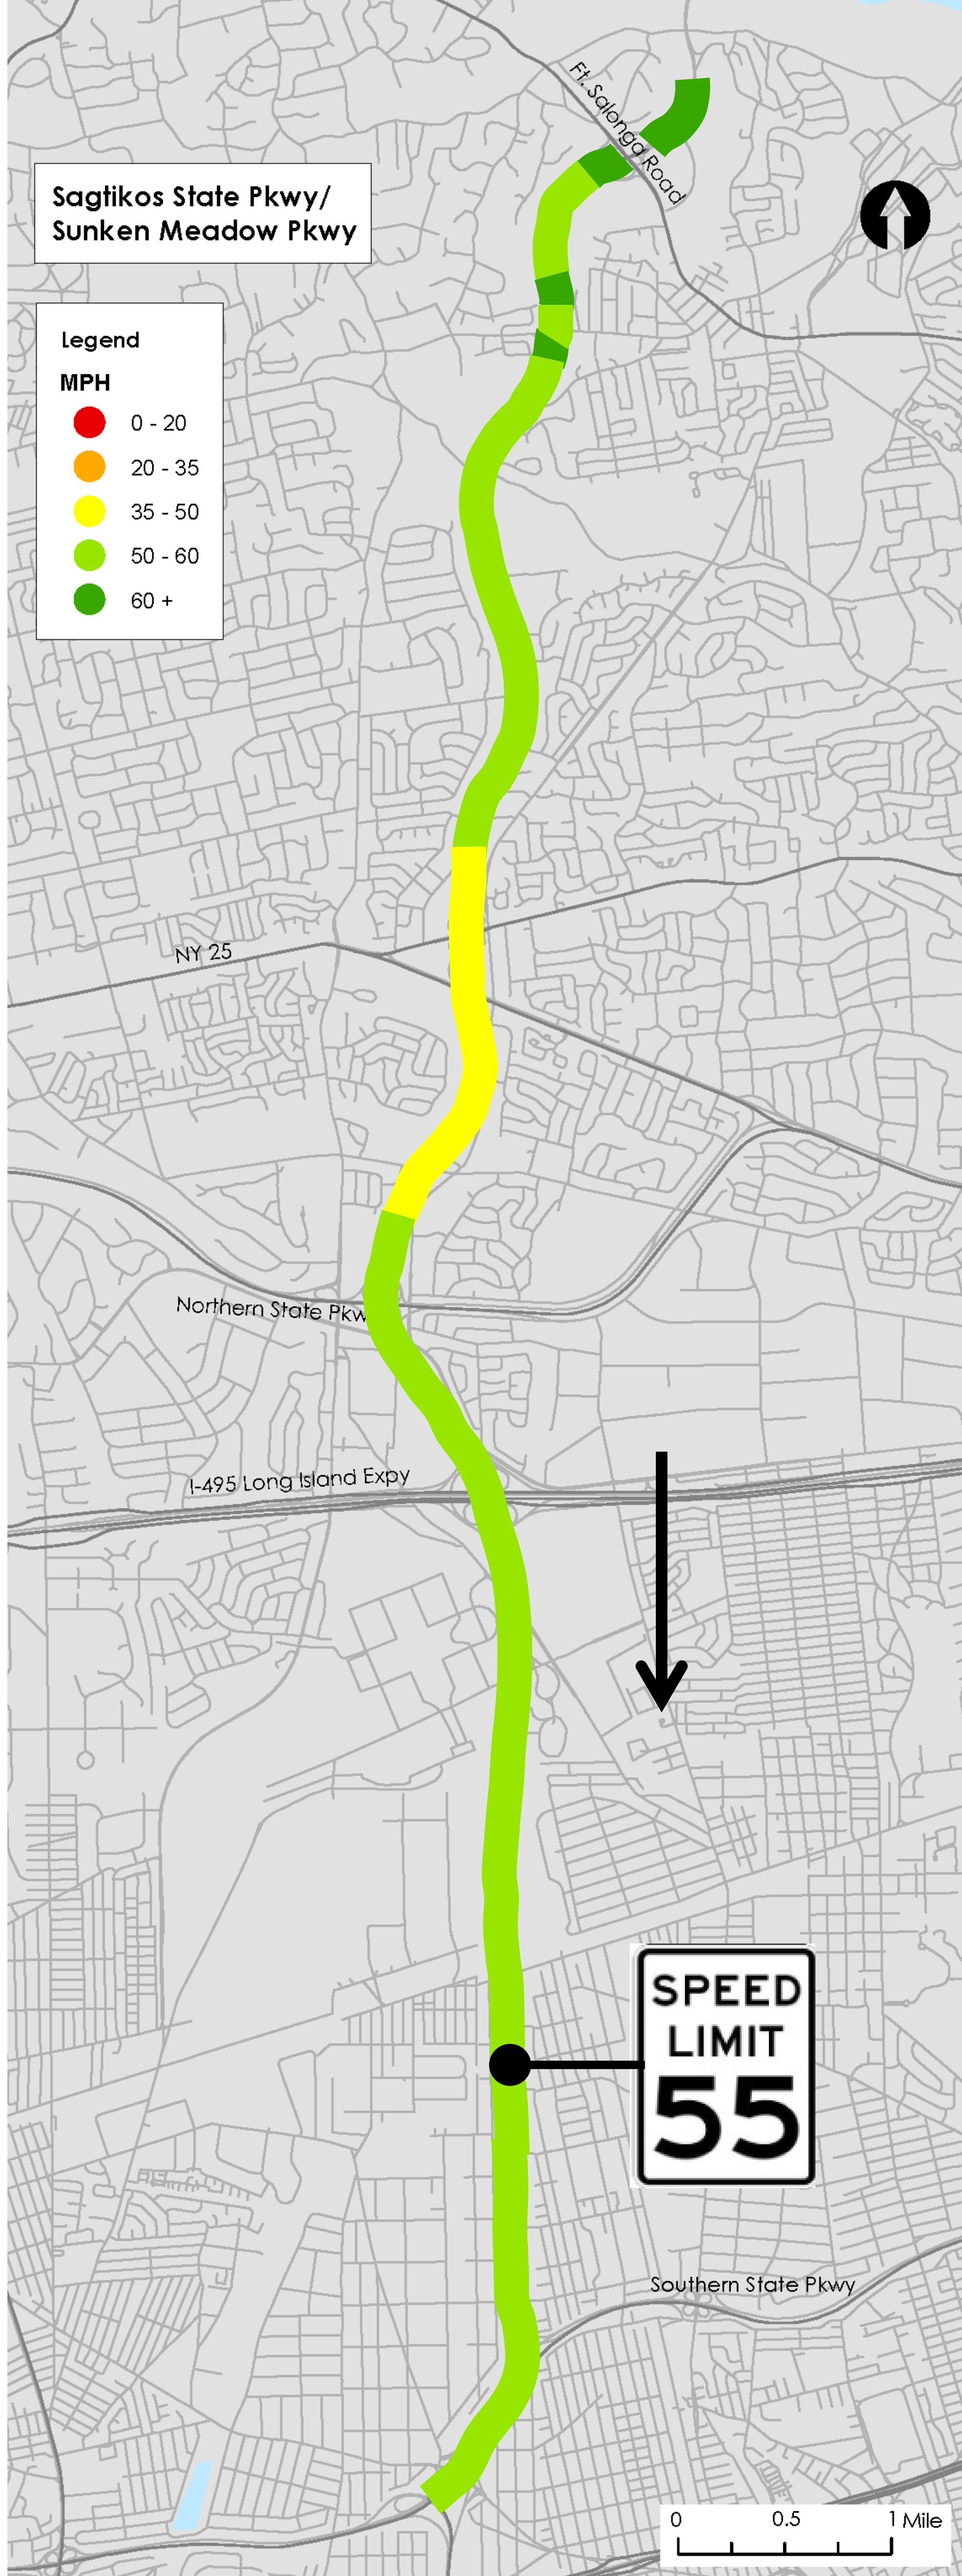 Ft. Salonga Road
Sagtikos State Pkwy/
Sunken Meadow Pkwy
Legend
MPH
0 - 20
20 - 35
35 - 50
50 - 60
60 +
NY 25
Northern State Pkw
I-495 Long Island Expy
SPEED
LIMIT
55
Southern State Pkwy
0 0.5 1 Mile